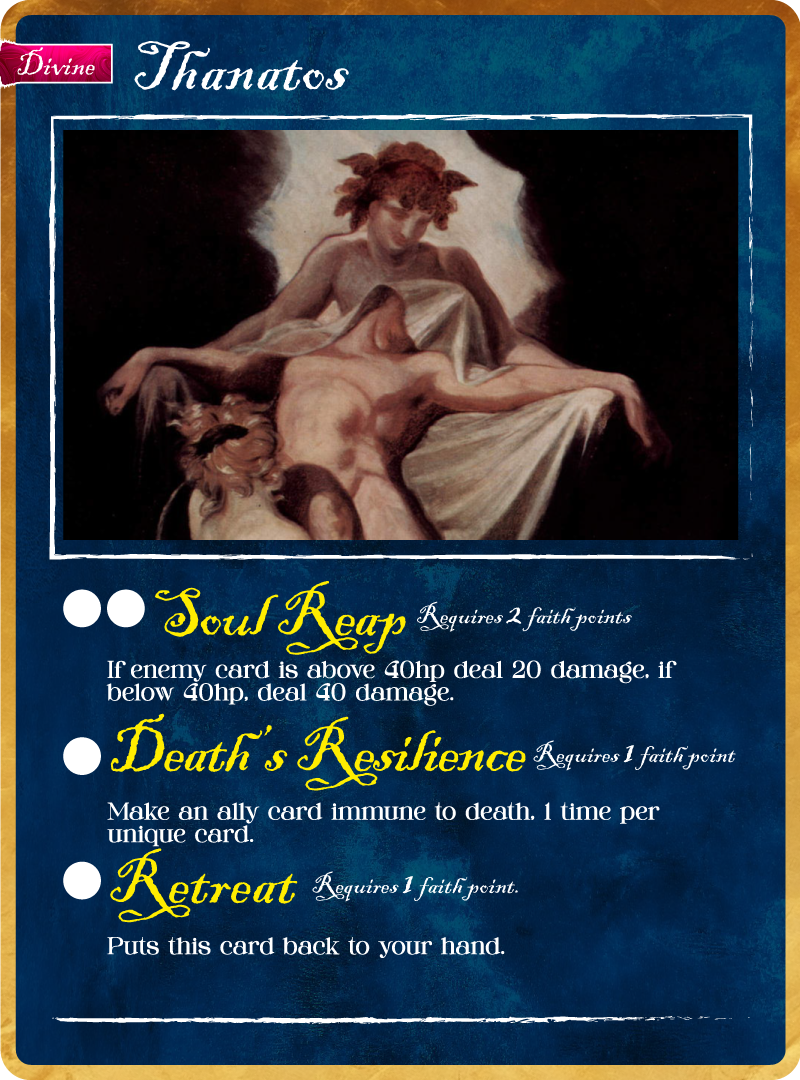 Divine
Thanatos
Soul Reap Requires 2 faith points
If enemy card is above 40hp deal 20 damage, if
below 40hp, deal 40 damage.
Death's Resilience Requires 1 faith point
Make an ally card immune to death, 1 time per
unique card.
Retreat Requires 1 faith point.
Puts this card back to your hand.